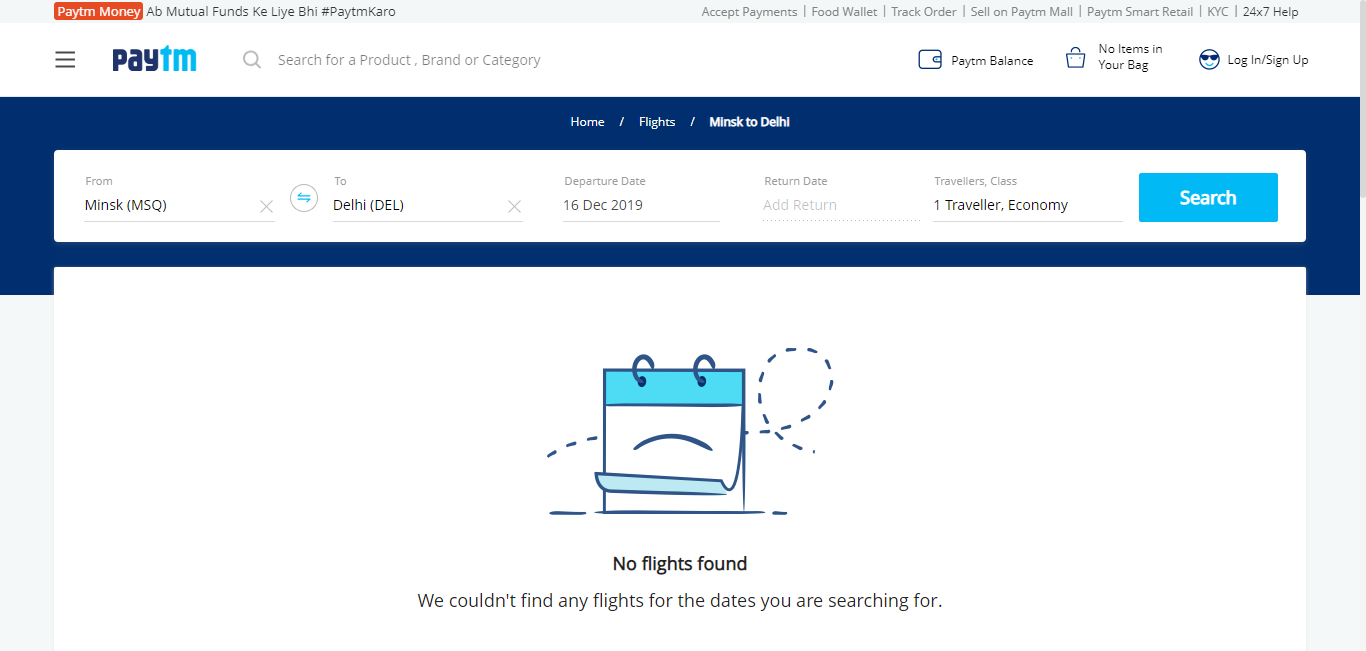 Paytm Money Ab Mutual Funds Ke Liye Bhi #PaytmKaro
Accept Payments | Food Wallet | Track Order | Sell on Paytm Mall | Paytm Smart Retail | KYC | 24x7 Help
paytm
Search for a Product , Brand or Category
Paytm Balance
No Items in
Your Bag
Log In/Sign Up
Home / Flights / Minsk to Delhi
From
Minsk (MSQ)
To
Delhi (DEL)
Departure Date
16 Dec 2019
Return Date
Add Return
Travellers, Class
1 Traveller, Economy
Search
No flights found
We couldn't find any flights for the dates you are searching for.